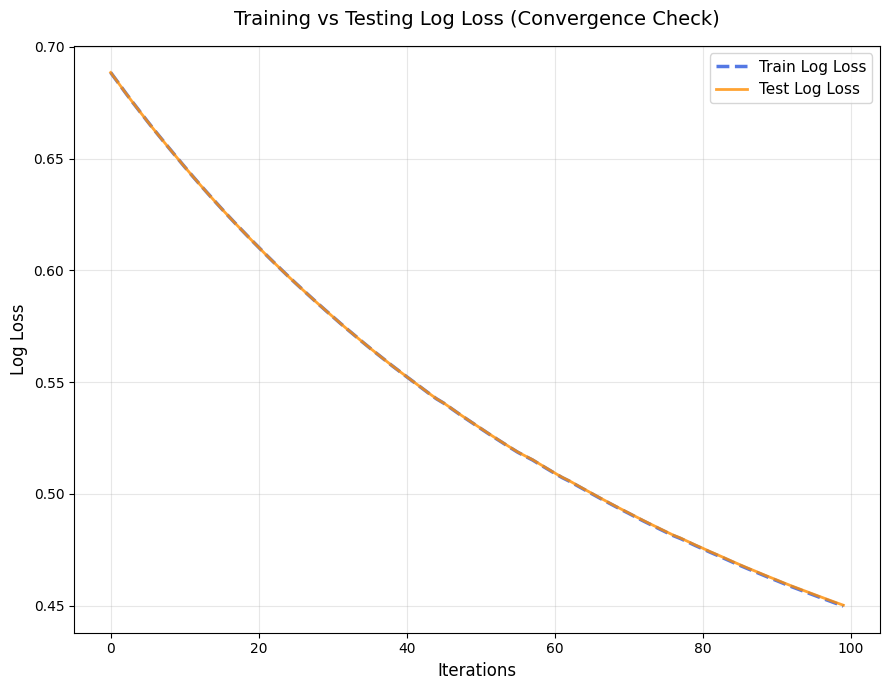 Training vs Testing Log Loss (Convergence Check)
Train Log Loss
Test Log Loss
Log Loss
0.70
0.65
0.60
0.55
0.50
0.45
0 20 40 60 80 100
Iterations